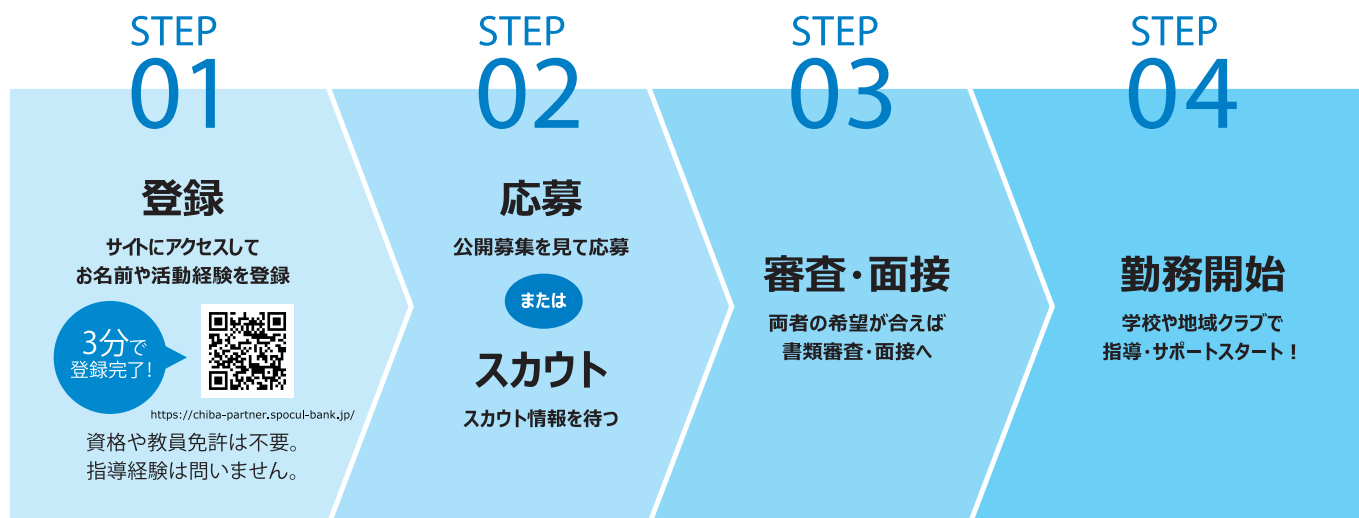 STEP
01
登録
サイトにアクセスして
お名前や活動経験を登録
3分で
登録完了!
https://chiba-partner.spocul-bank.jp/
資格や教員免許は不要。
指導経験は問いません。
STEP
02
応募
公開募集を見て応募
または
スカウト
スカウト情報を待つ
STEP
03
審査・面接
両者の希望が合えば
書類審査・面接へ
STEP
04
勤務開始
学校や地域クラブで
指導・サポートスタート！